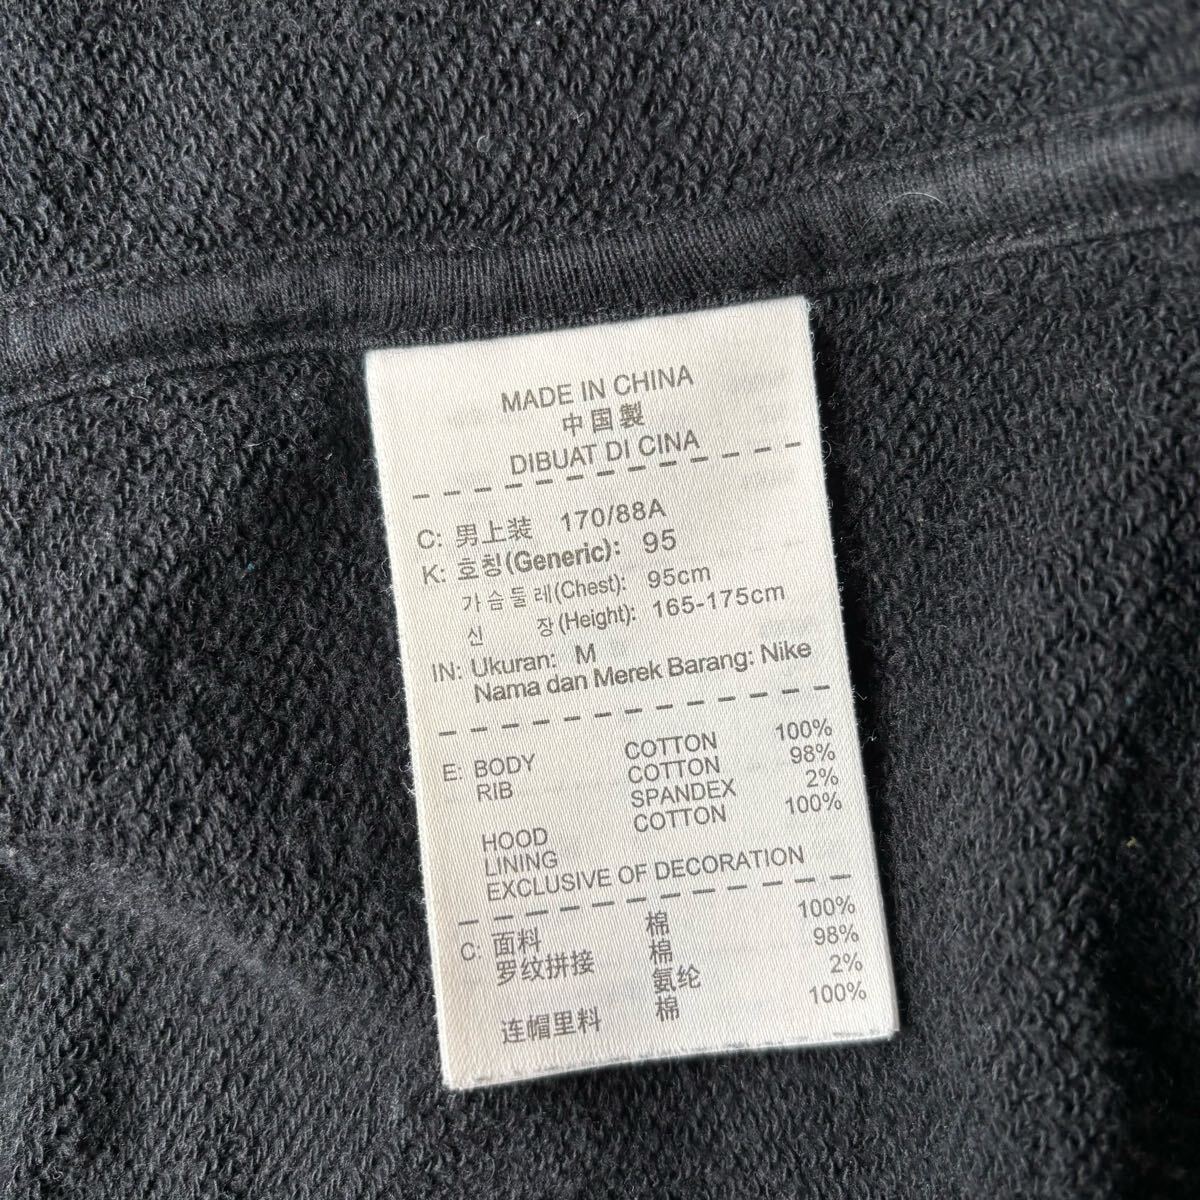 MADE IN CHINA
中国製
DIBUAT DI CINA
C: 男上装 170/88A
K: 호칭(Generic): 95
가슴둘레(Chest): 95cm
신 장(Height): 165-175cm
IN: Ukuran: M
Nama dan Merek Barang: Nike
E: BODY COTTON 100%
RIB COTTON 98%
SPANDEX 2%
HOOD COTTON 100%
LINING
EXCLUSIVE OF DECORATION
C: 面料 棉 100%
罗纹拼接 棉 98%
氨纶 2%
连帽里料 棉 100%